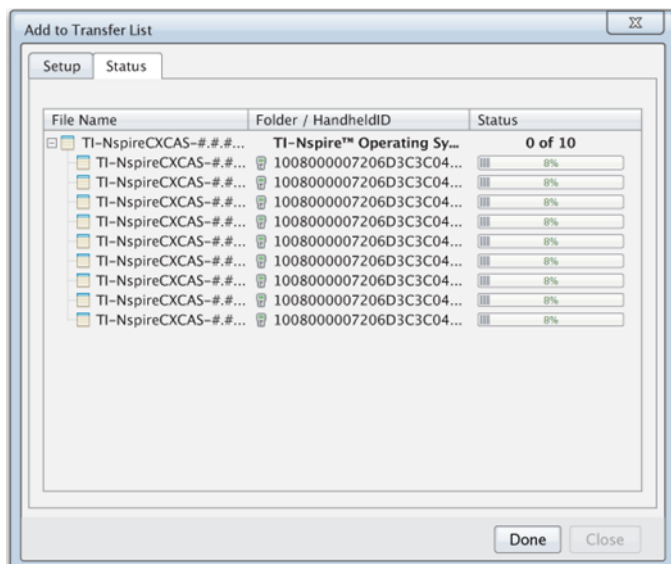 Add to Transfer List
Setup Status
File Name Folder / HandheldID Status
TI-NspireCXCAS-#.#.#... TI-Nspire™ Operating Sy... 0 of 10
TI-NspireCXCAS-#.#... 1008000007206D3C3C04... 8%
TI-NspireCXCAS-#.#... 1008000007206D3C3C04... 8%
TI-NspireCXCAS-#.#... 1008000007206D3C3C04... 8%
TI-NspireCXCAS-#.#... 1008000007206D3C3C04... 8%
TI-NspireCXCAS-#.#... 1008000007206D3C3C04... 8%
TI-NspireCXCAS-#.#... 1008000007206D3C3C04... 8%
TI-NspireCXCAS-#.#... 1008000007206D3C3C04... 8%
TI-NspireCXCAS-#.#... 1008000007206D3C3C04... 8%
TI-NspireCXCAS-#.#... 1008000007206D3C3C04... 8%
Done Close